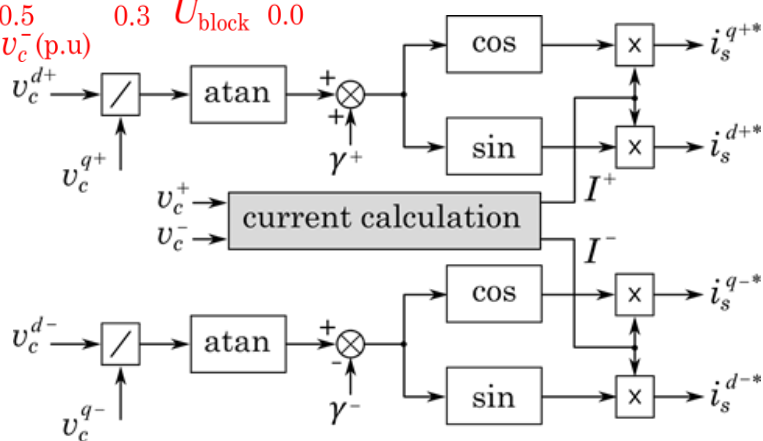 0.5 0.3 U_block 0.0
v_c^- (p.u)
cos
x
i_s^{q+*}
v_c^{d+}
/
atan
+
+
γ^+
v_c^{q+}
sin
x
i_s^{d+*}
v_c^+
v_c^-
current calculation
I^+
I^-
cos
x
i_s^{q-*}
v_c^{d-}
/
atan
+
-
γ^-
v_c^{q-}
sin
x
i_s^{d-*}